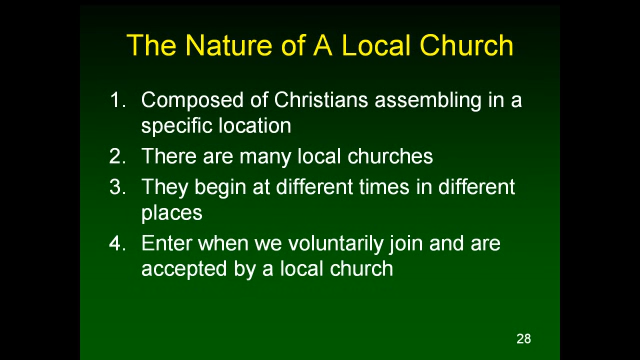 The Nature of A Local Church
1. Composed of Christians assembling in a
specific location
2. There are many local churches
3. They begin at different times in different
places
4. Enter when we voluntarily join and are
accepted by a local church
28